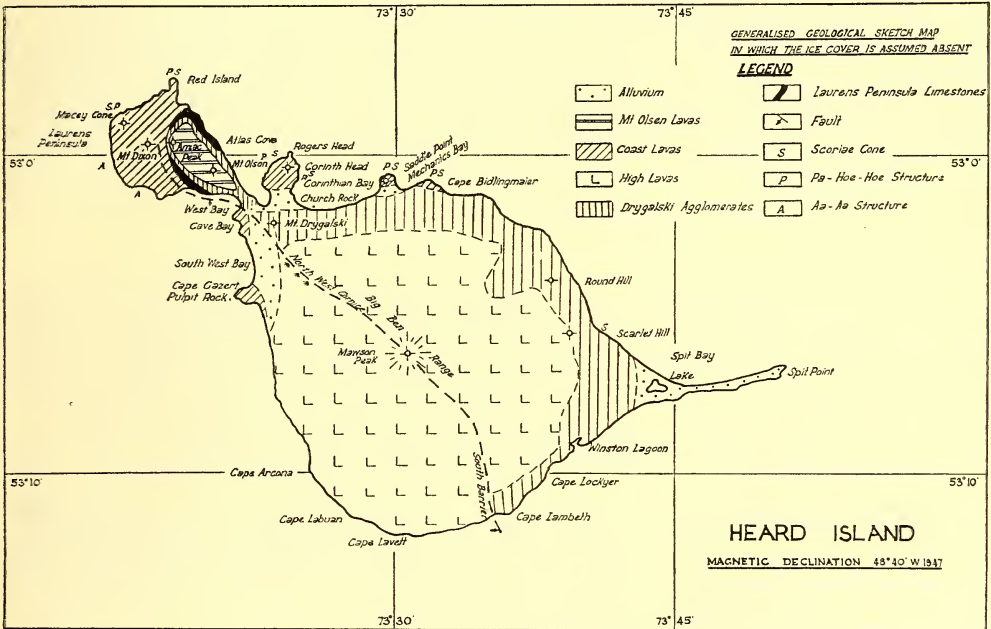 73°30'
73°45'
GENERALISED GEOLOGICAL SKETCH MAP
IN WHICH THE ICE COVER IS ASSUMED ABSENT
LEGEND
Alluvium
Mt Olsen Lavas
Coast Lavas
L High Lavas
Drygalski Agglomerates
Laurens Peninsula Limestones
Fault
S Scoriae Cone
P Pa-Hoe-Hoe Structure
A Aa-Aa Structure
P S
Red Island
S P
Macey Cone
Laurens
Peninsula
Mt Dixon
Anzac
Peak
Atlas Cove
Mt Olsen
A
A
P S
Rogers Head
Corinth Head
P S
Corinthian Bay
Church Rock
P S
Saddle Point
Mechanics Bay
P S
Cape Bidlingmaier
53°0'
53°0'
West Bay
Cave Bay
Mt. Drygalski
South West Bay
Cape Gazert
Pulpit Rock.
North West Cornice
Big
Ben
Range
Mawson
Peak
Round Hill
S
Scarlet Hill
Spit Bay
Lake
Spit Point
Winston Lagoon
South Barrier
Cape Lockyer
Cape Lambeth
Cape Arcona
Cape Labuan
Cape Lavett
53°10'
53°10'
HEARD ISLAND
MAGNETIC DECLINATION 48°40' W 1947
73°30'
73°45'